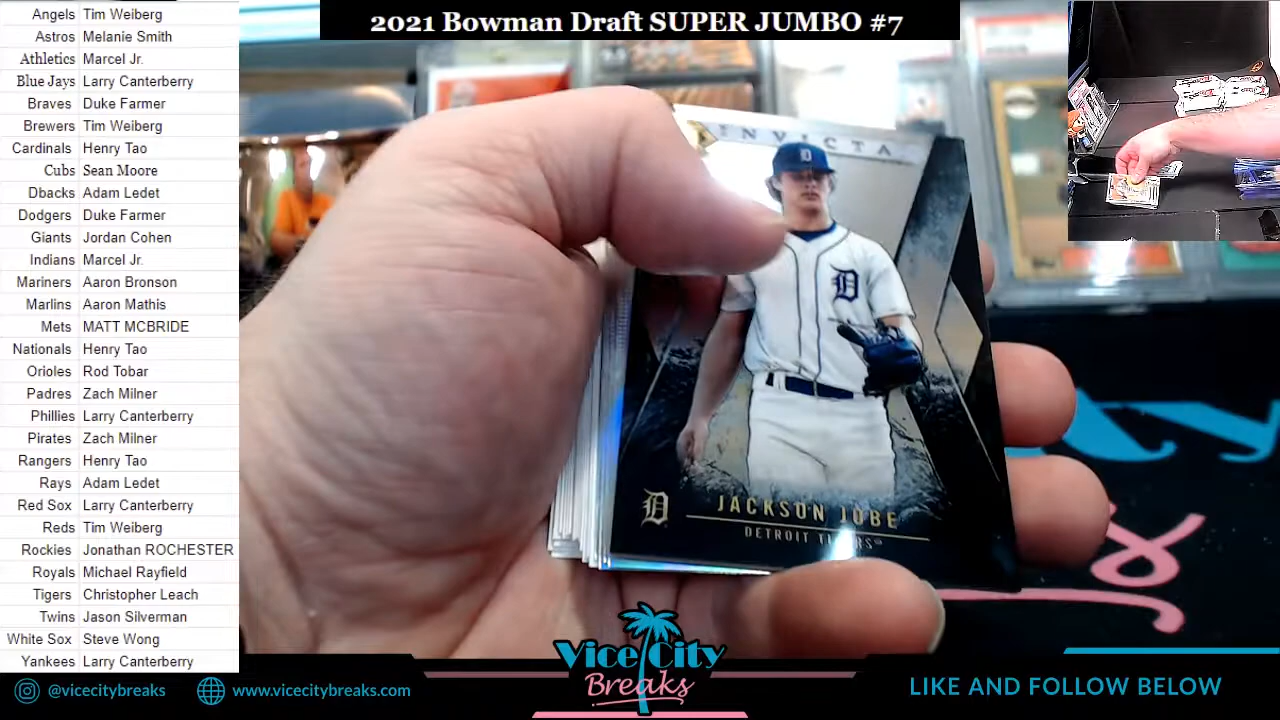 2021 Bowman Draft SUPER JUMBO #7
Angels Tim Weiberg
Astros Melanie Smith
Athletics Marcel Jr.
Blue Jays Larry Canterberry
Braves Duke Farmer
Brewers Tim Weiberg
Cardinals Henry Tao
Cubs Sean Moore
Dbacks Adam Ledet
Dodgers Duke Farmer
Giants Jordan Cohen
Indians Marcel Jr.
Mariners Aaron Bronson
Marlins Aaron Mathis
Mets MATT MCBRIDE
Nationals Henry Tao
Orioles Rod Tobar
Padres Zach Milner
Phillies Larry Canterberry
Pirates Zach Milner
Rangers Henry Tao
Rays Adam Ledet
Red Sox Larry Canterberry
Reds Tim Weiberg
Rockies Jonathan ROCHESTER
Royals Michael Rayfield
Tigers Christopher Leach
Twins Jason Silverman
White Sox Steve Wong
Yankees Larry Canterberry
INVICTA
D
D
D
JACKSON JOBE
DETROIT
@vicecitybreaks
www.vicecitybreaks.com
Vice City
Breaks
LIKE AND FOLLOW BELOW